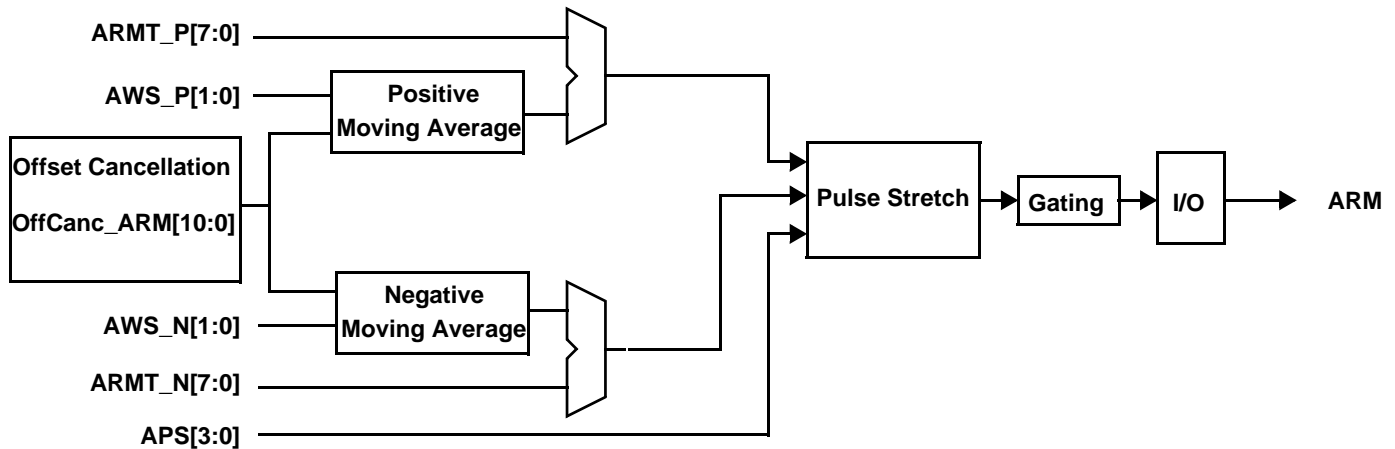 ARMT_P[7:0]
AWS_P[1:0]
Positive
Moving Average
Offset Cancellation
OffCanc_ARM[10:0]
Pulse Stretch
Gating
I/O
ARM
Negative
Moving Average
AWS_N[1:0]
ARMT_N[7:0]
APS[3:0]